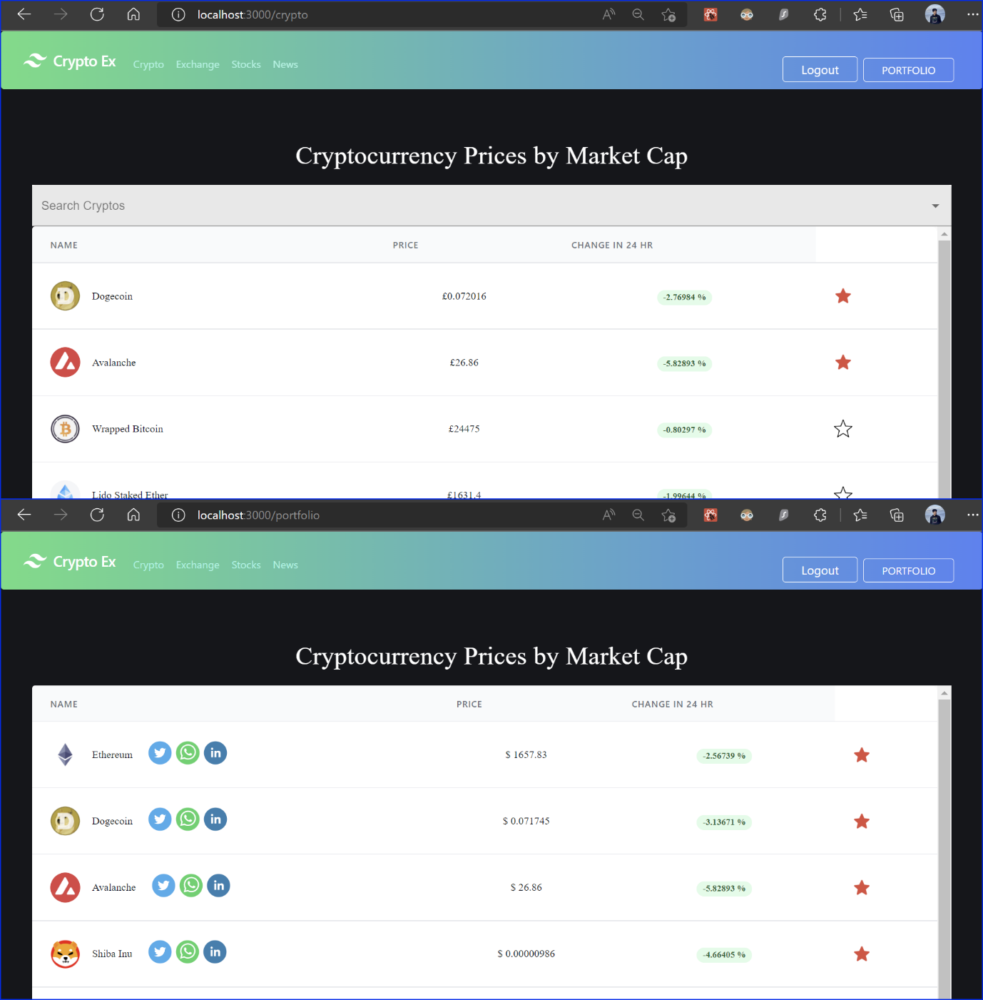 localhost:3000/crypto
Crypto Ex Crypto Exchange Stocks News Logout PORTFOLIO
Cryptocurrency Prices by Market Cap
Search Cryptos
NAME PRICE CHANGE IN 24 HR
Dogecoin £0.072016 -2.76984 %
Avalanche £26.86 -5.82893 %
Wrapped Bitcoin £24475 -0.80297 %
Lido Staked Ether £1631.4 -1.99644 %
localhost:3000/portfolio
Crypto Ex Crypto Exchange Stocks News Logout PORTFOLIO
Cryptocurrency Prices by Market Cap
NAME PRICE CHANGE IN 24 HR
Ethereum in $ 1657.83 -2.56739 %
Dogecoin in $ 0.071745 -3.13671 %
Avalanche in $ 26.86 -5.82893 %
Shiba Inu in $ 0.00000986 -4.66405 %